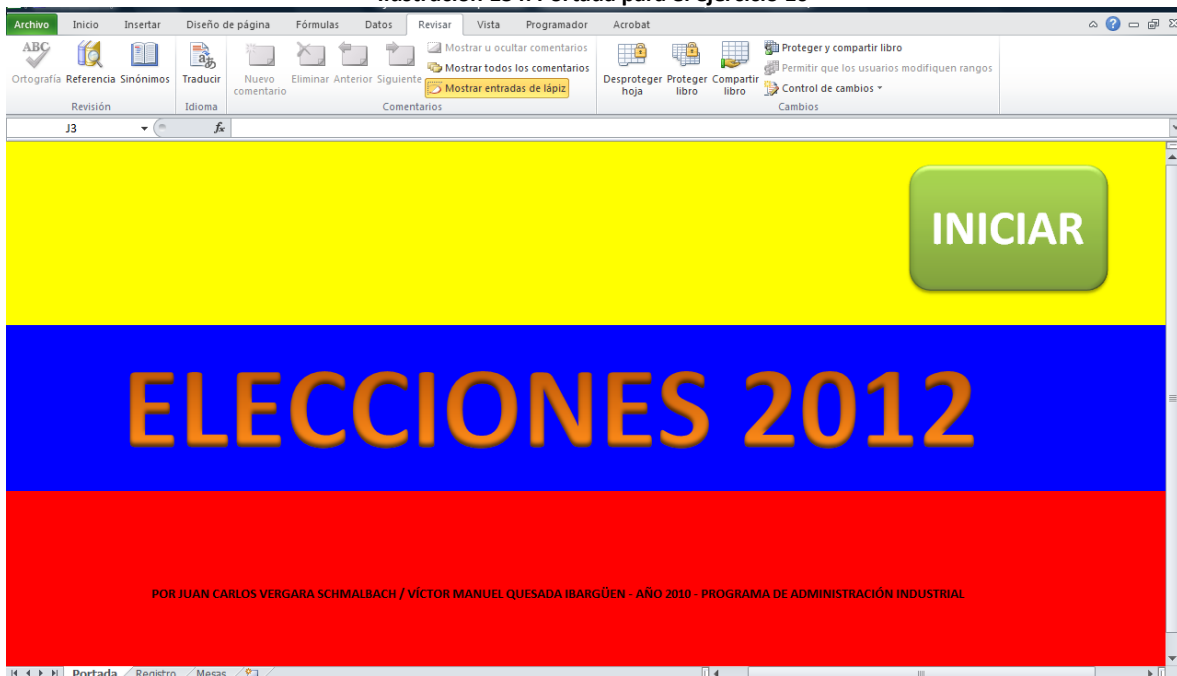 Archivo Inicio Insertar Diseño de página Fórmulas Datos Revisar Vista Programador Acrobat
ABC
Ortografía Referencia Sinónimos Traducir Nuevo comentario Eliminar Anterior Siguiente
Mostrar u ocultar comentarios
Mostrar todos los comentarios
Mostrar entradas de lápiz
Desproteger hoja Proteger libro Compartir libro
Proteger y compartir libro
Permitir que los usuarios modifiquen rangos
Control de cambios
Revisión Idioma Comentarios Cambios
J3 fx
INICIAR
ELECCIONES 2012
POR JUAN CARLOS VERGARA SCHMALBACH / VÍCTOR MANUEL QUESADA IBARGÜEN - AÑO 2010 - PROGRAMA DE ADMINISTRACIÓN INDUSTRIAL
Portada Registro Mesas